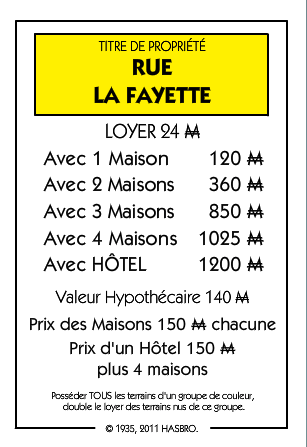 TITRE DE PROPRIÉTÉ
RUE
LA FAYETTE
LOYER 24 M
Avec 1 Maison 120 M
Avec 2 Maisons 360 M
Avec 3 Maisons 850 M
Avec 4 Maisons 1025 M
Avec HÔTEL 1200 M
Valeur Hypothécaire 140 M
Prix des Maisons 150 M chacune
Prix d'un Hôtel 150 M
plus 4 maisons
Posséder TOUS les terrains d'un groupe de couleur,
double le loyer des terrains nus de ce groupe.
© 1935, 2011 HASBRO.